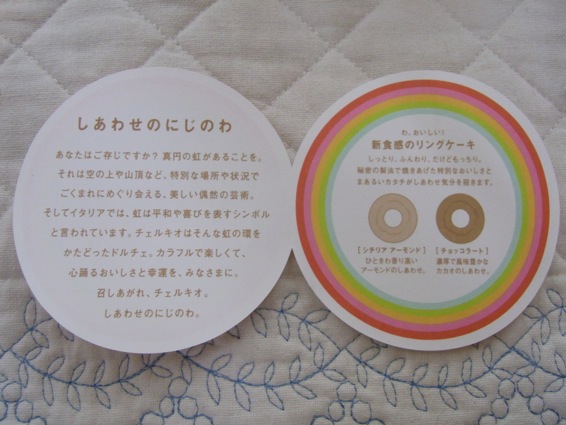 しあわせのにじのわ
あなたはご存じですか？真円の虹があることを。
それは空の上や山頂など、特別な場所や状況で
ごくまれにめぐり会える、美しい偶然の芸術。
そしてイタリアでは、虹は平和や喜びを表すシンボル
と言われています。チェルキオはそんな虹の環を
かたどったドルチェ。カラフルで楽しくて、
心踊るおいしさと幸運を、みなさまに。
召しあがれ、チェルキオ。
しあわせのにじのわ。
わ、おいしい！
新食感のリングケーキ
しっとり、ふんわり、だけどもっちり。
秘密の製法で焼きあげた特別なおいしさと
まあるいカタチがしあわせ気分を招きます。
[シチリア アーモンド]
ひときわ香り高い
アーモンドのしあわせ。
[チョッコラート]
濃厚で風味豊かな
カカオのしあわせ。